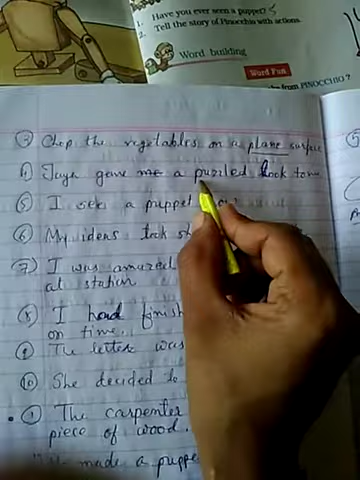 1. Have you ever seen a puppet?
2. Tell the story of Pinocchio with actions.
Word building
Word Fun
from PINOCCHIO ?
③ Chop the vegetables on a plane surface
④ Jaya gave me a puzzled look to me
⑤ I a puppet
⑥ My ideas took
⑦ I was amazed
at station
⑧ I had finish
on time.
⑨ The letter was
⑩ She decided to
① The carpenter
piece of wood.
made a puppe